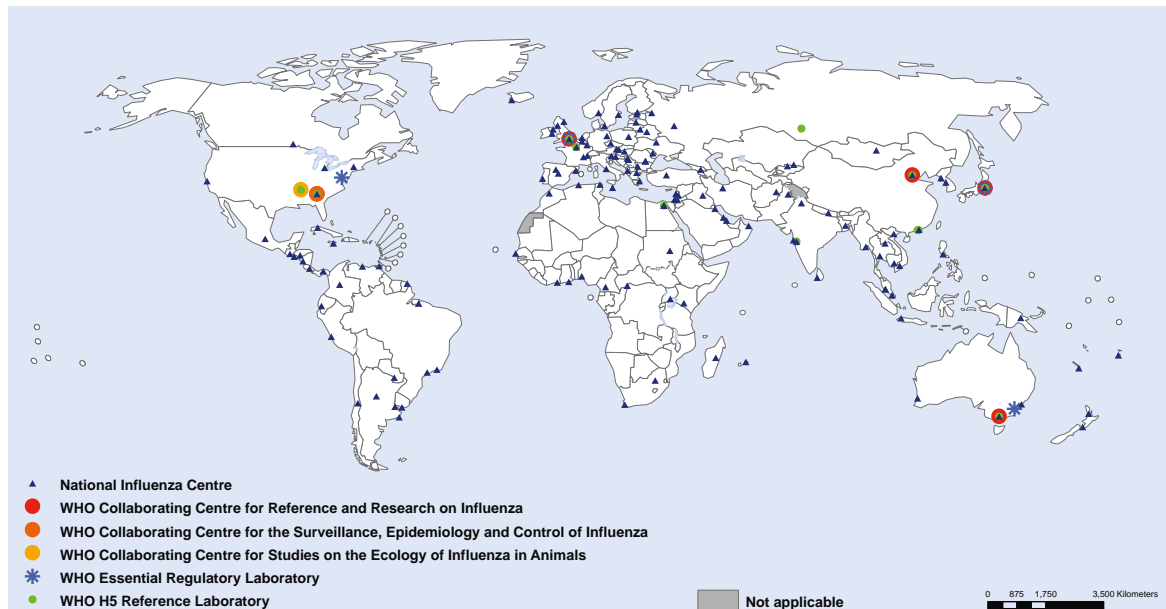 National Influenza Centre
WHO Collaborating Centre for Reference and Research on Influenza
WHO Collaborating Centre for the Surveillance, Epidemiology and Control of Influenza
WHO Collaborating Centre for Studies on the Ecology of Influenza in Animals
WHO Essential Regulatory Laboratory
WHO H5 Reference Laboratory
Not applicable
0 875 1,750 3,500 Kilometers